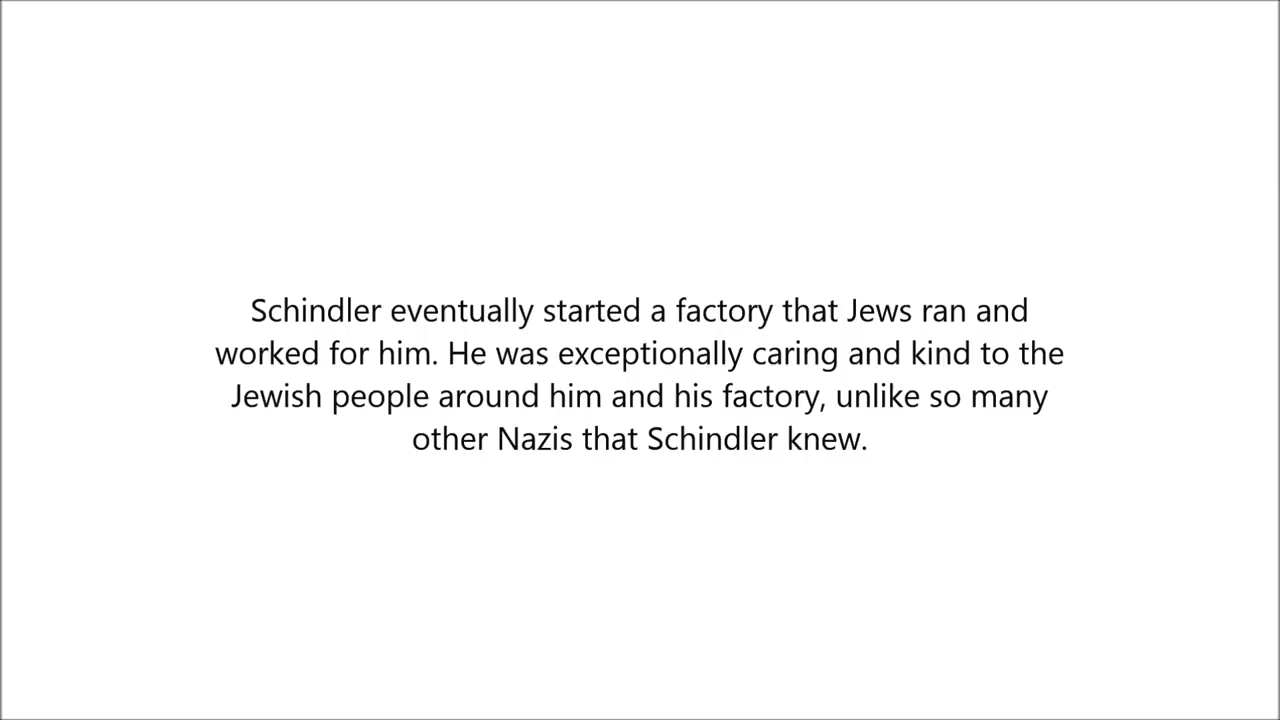 Schindler eventually started a factory that Jews ran and
worked for him. He was exceptionally caring and kind to the
Jewish people around him and his factory, unlike so many
other Nazis that Schindler knew.